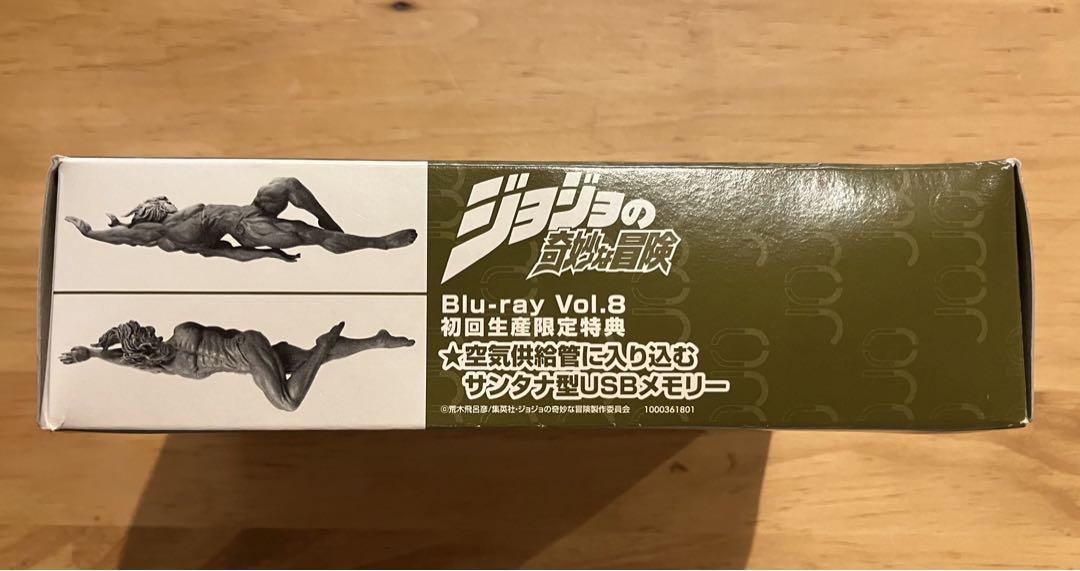 ジョジョの
奇妙な冒険
Blu-ray Vol.8
初回生産限定特典
★空気供給管に入り込む
サンタナ型USBメモリー
©荒木飛呂彦/集英社・ジョジョの奇妙な冒険製作委員会 1000361801